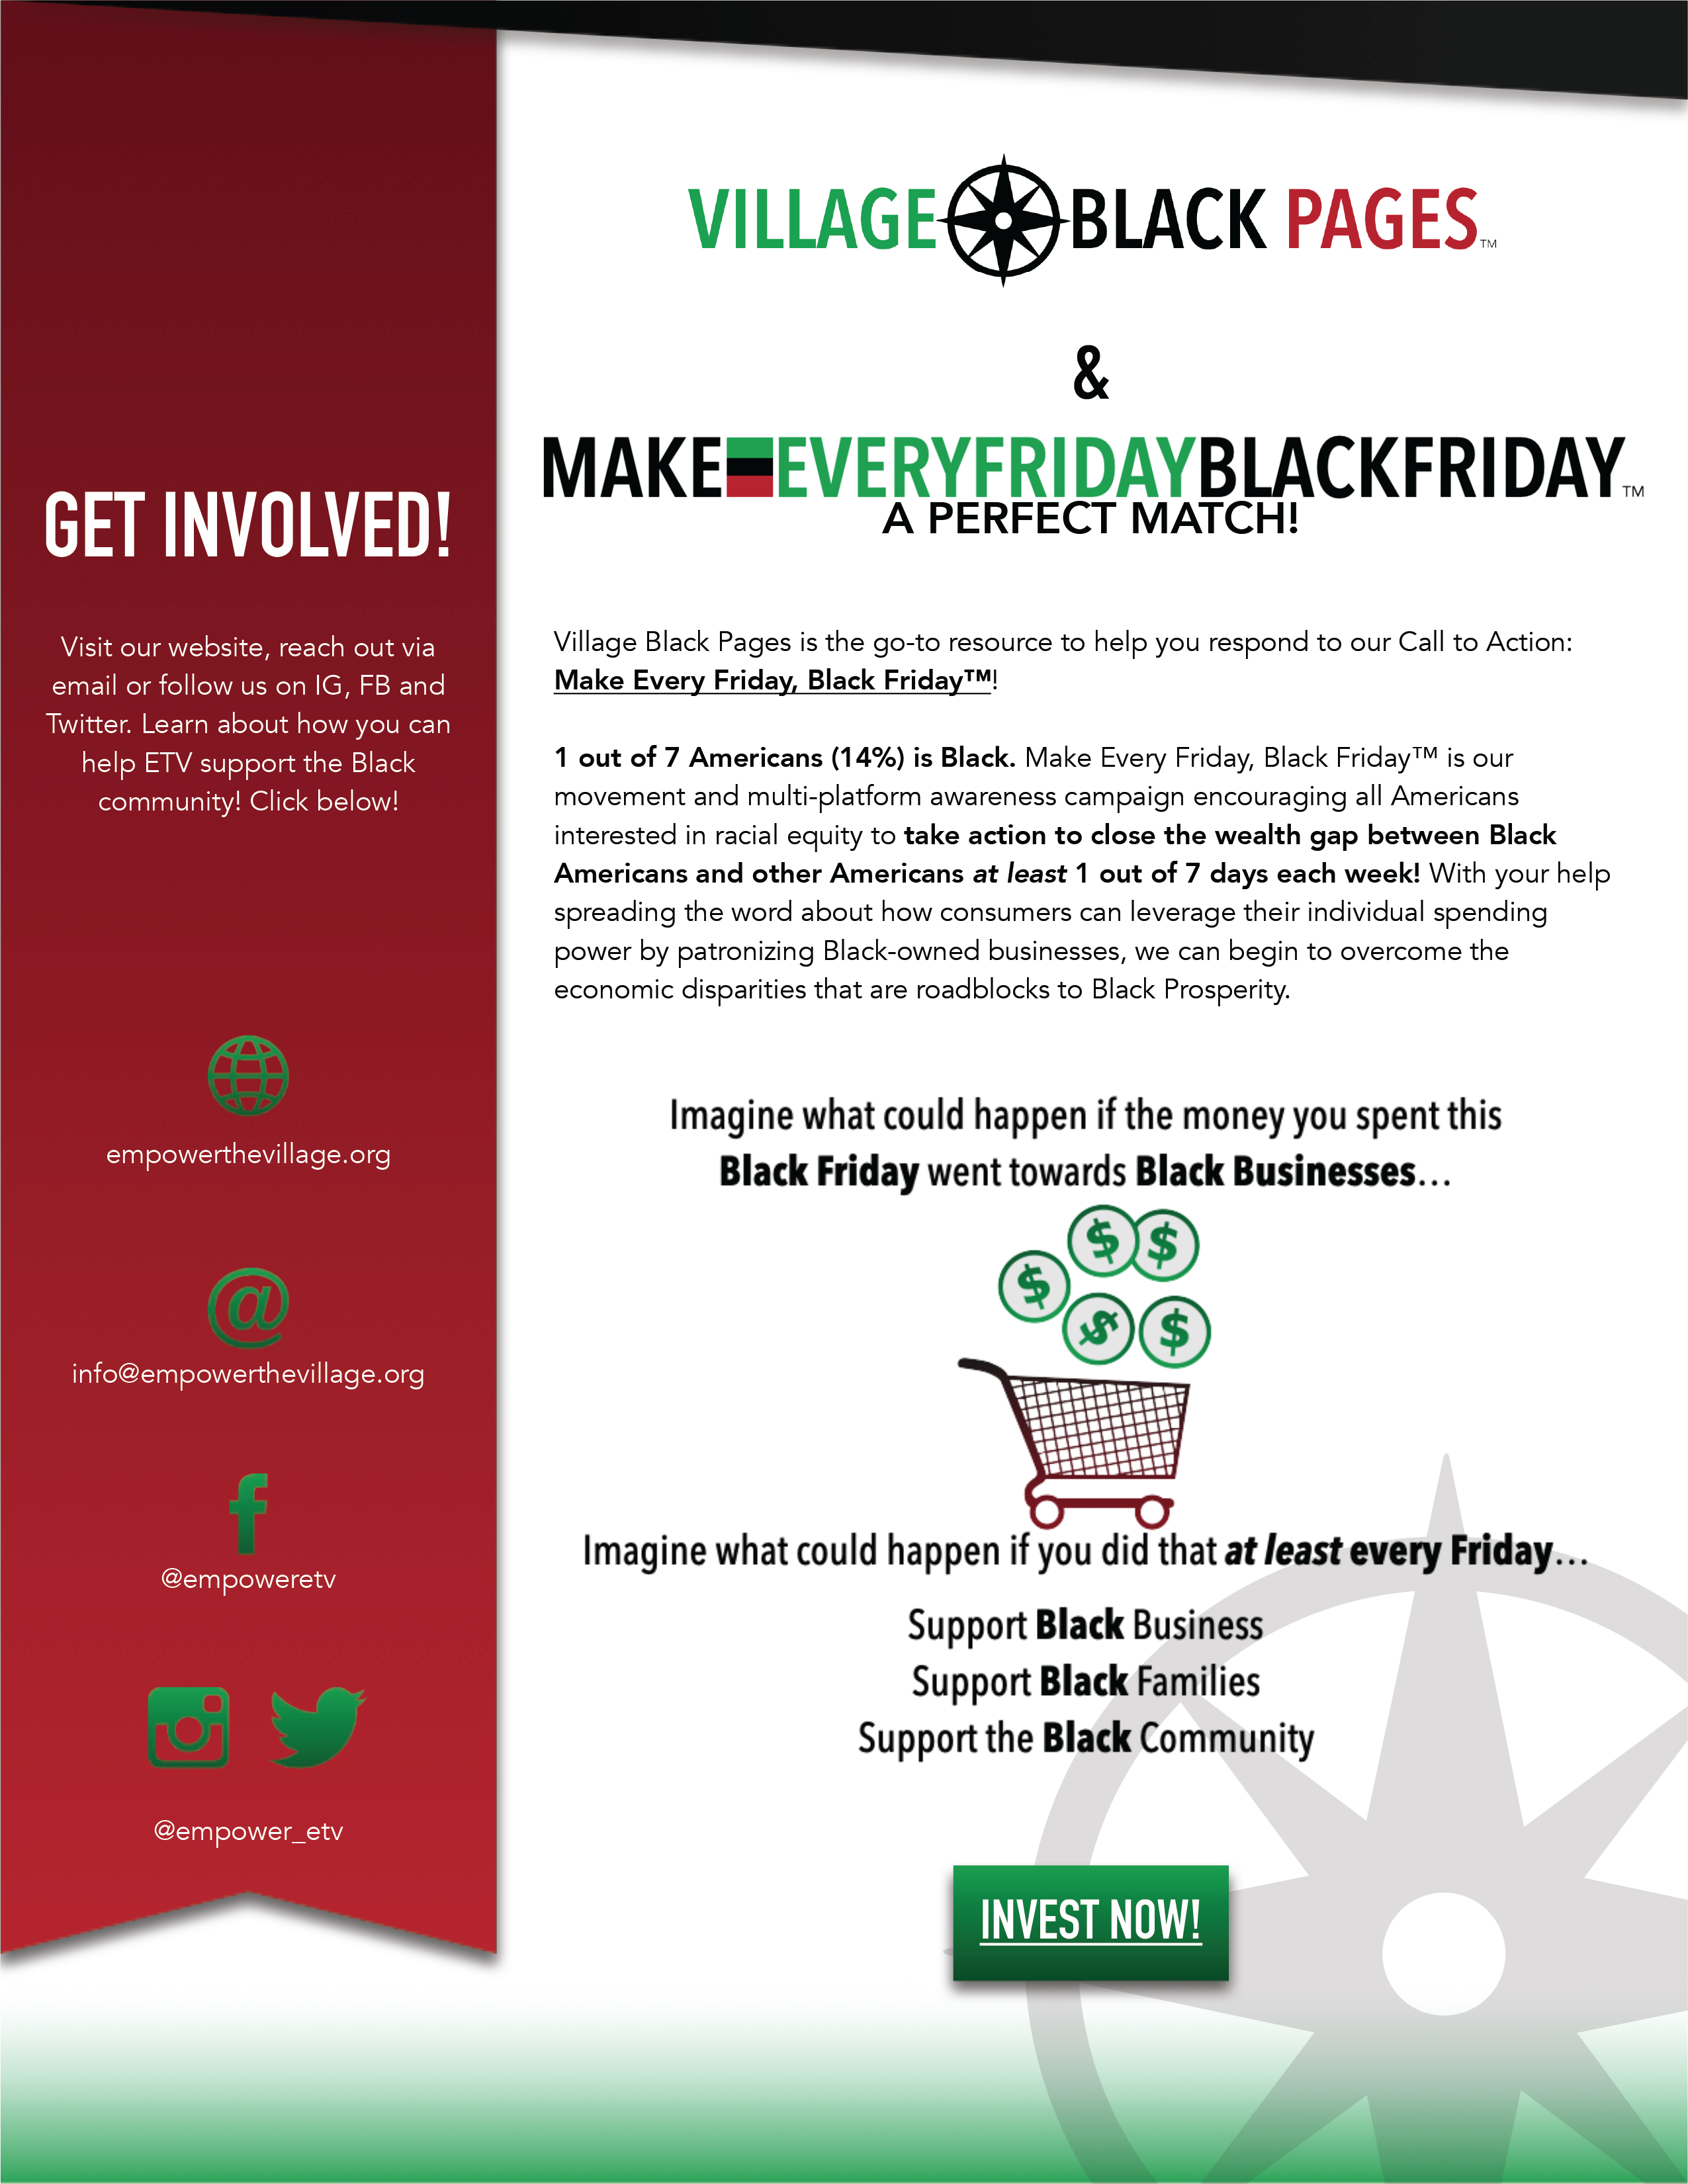 VILLAGE BLACK PAGES™
&
MAKE EVERYFRIDAYBLACKFRIDAY™
A PERFECT MATCH!
GET INVOLVED!
Visit our website, reach out via
email or follow us on IG, FB and
Twitter. Learn about how you can
help ETV support the Black
community! Click below!
empowerthevillage.org
@
info@empowerthevillage.org
f
@empoweretv
@empower_etv
Village Black Pages is the go-to resource to help you respond to our Call to Action:
Make Every Friday, Black Friday™!
1 out of 7 Americans (14%) is Black. Make Every Friday, Black Friday™ is our
movement and multi-platform awareness campaign encouraging all Americans
interested in racial equity to take action to close the wealth gap between Black
Americans and other Americans at least 1 out of 7 days each week! With your help
spreading the word about how consumers can leverage their individual spending
power by patronizing Black-owned businesses, we can begin to overcome the
economic disparities that are roadblocks to Black Prosperity.
Imagine what could happen if the money you spent this
Black Friday went towards Black Businesses...
$ $
$
$ $
Imagine what could happen if you did that at least every Friday...
Support Black Business
Support Black Families
Support the Black Community
INVEST NOW!